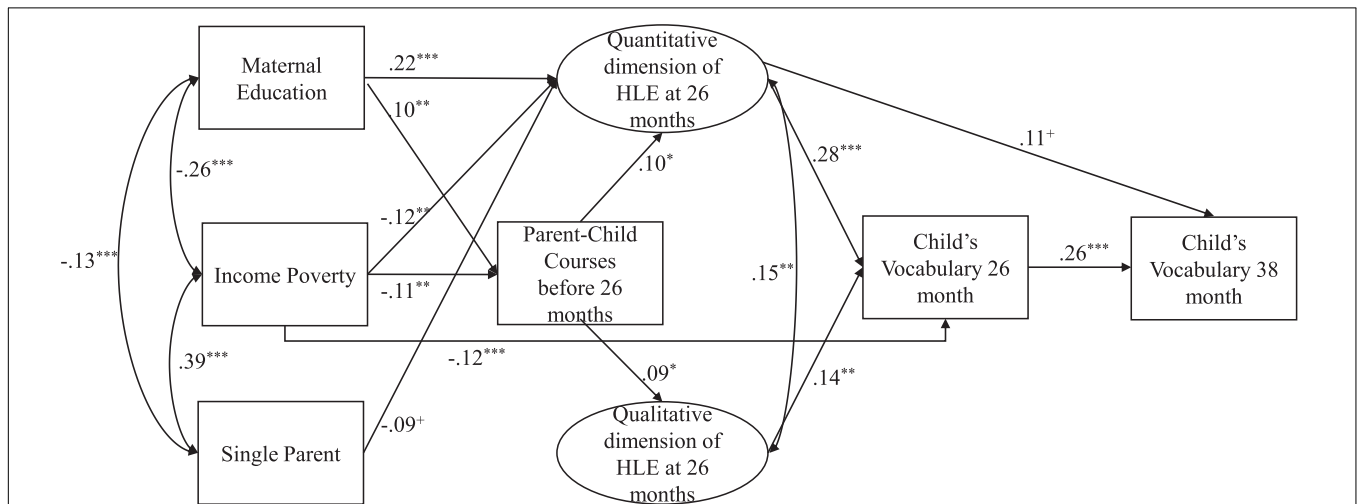 Maternal
Education
Income Poverty
Single Parent
Quantitative
dimension of
HLE at 26
months
Parent-Child
Courses
before 26
months
Qualitative
dimension of
HLE at 26
months
Child's
Vocabulary 26
month
Child's
Vocabulary 38
month
.22***
.10**
-.26***
-.12**
-.13***
-.11**
.39***
-.12***
-.09+
.10*
.09*
.28***
.15**
.14**
.11+
.26***